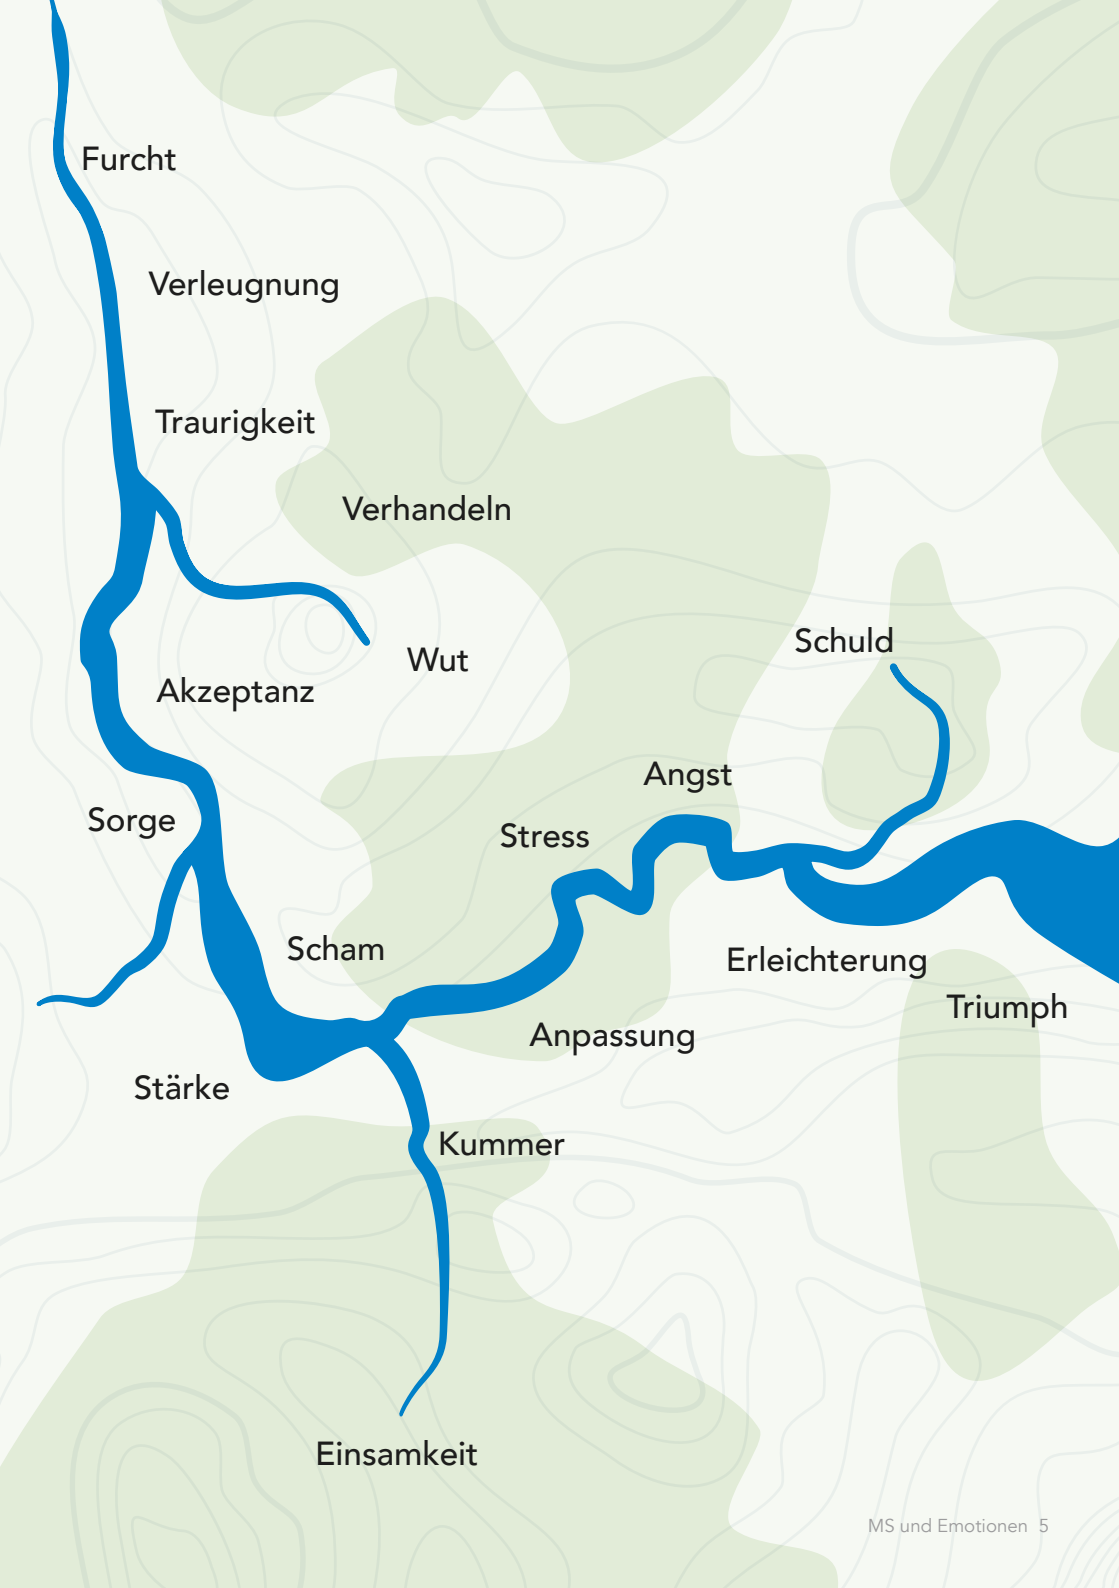 Furcht
Verleugnung
Traurigkeit
Verhandeln
Schuld
Wut
Akzeptanz
Angst
Sorge
Stress
Scham
Erleichterung
Triumph
Anpassung
Stärke
Kummer
Einsamkeit
MS und Emotionen 5